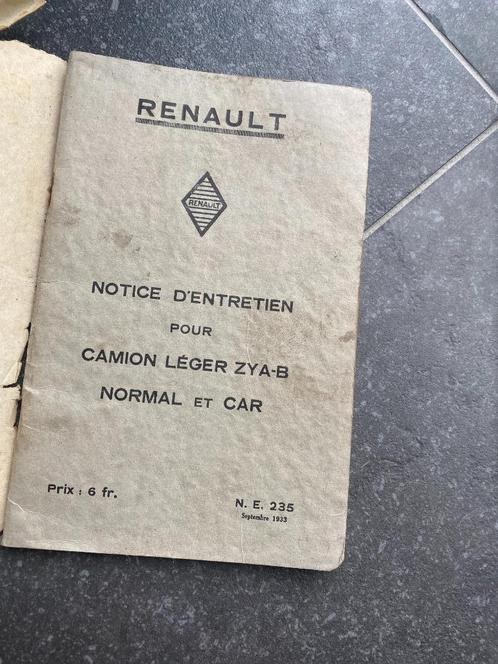 RENAULT
RENAULT
NOTICE D'ENTRETIEN
POUR
CAMION LÉGER ZYA-B
NORMAL ET CAR
Prix : 6 fr.
N. E. 235
Septembre 1933